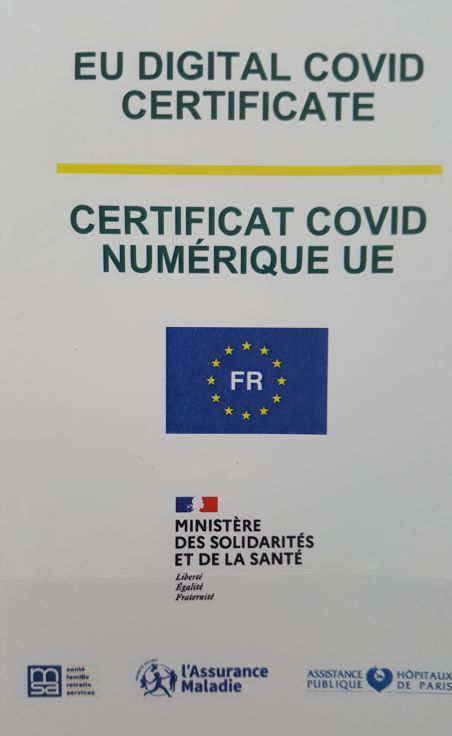 EU DIGITAL COVID
CERTIFICATE
CERTIFICAT COVID
NUMÉRIQUE UE
FR
MINISTÈRE
DES SOLIDARITÉS
ET DE LA SANTÉ
Liberté
Égalité
Fraternité
msa
santé
famille
retraite
services
l'Assurance
Maladie
ASSISTANCE PUBLIQUE
HÔPITAUX DE PARIS